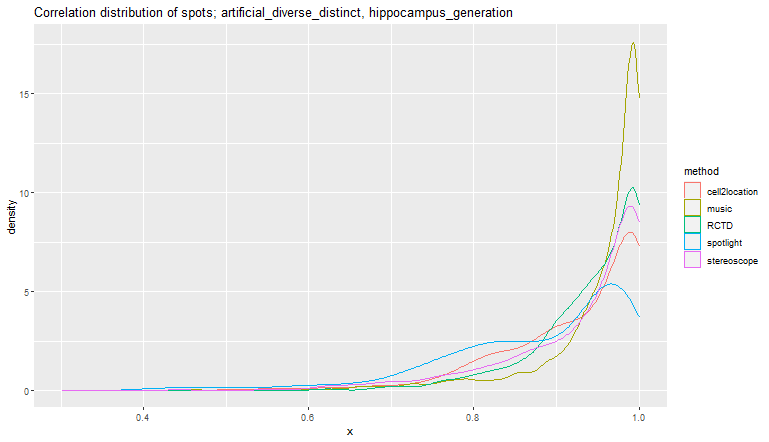 Correlation distribution of spots; artificial_diverse_distinct, hippocampus_generation
15
10
5
0
density
0.4 0.6 0.8 1.0
x
method
cell2location
music
RCTD
spotlight
stereoscope